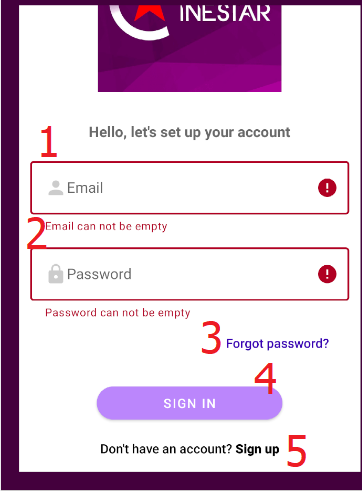 INESTAR
Hello, let's set up your account
1
Email
2
Email can not be empty
Password
Password can not be empty
3
Forgot password?
4
SIGN IN
Don't have an account? Sign up
5